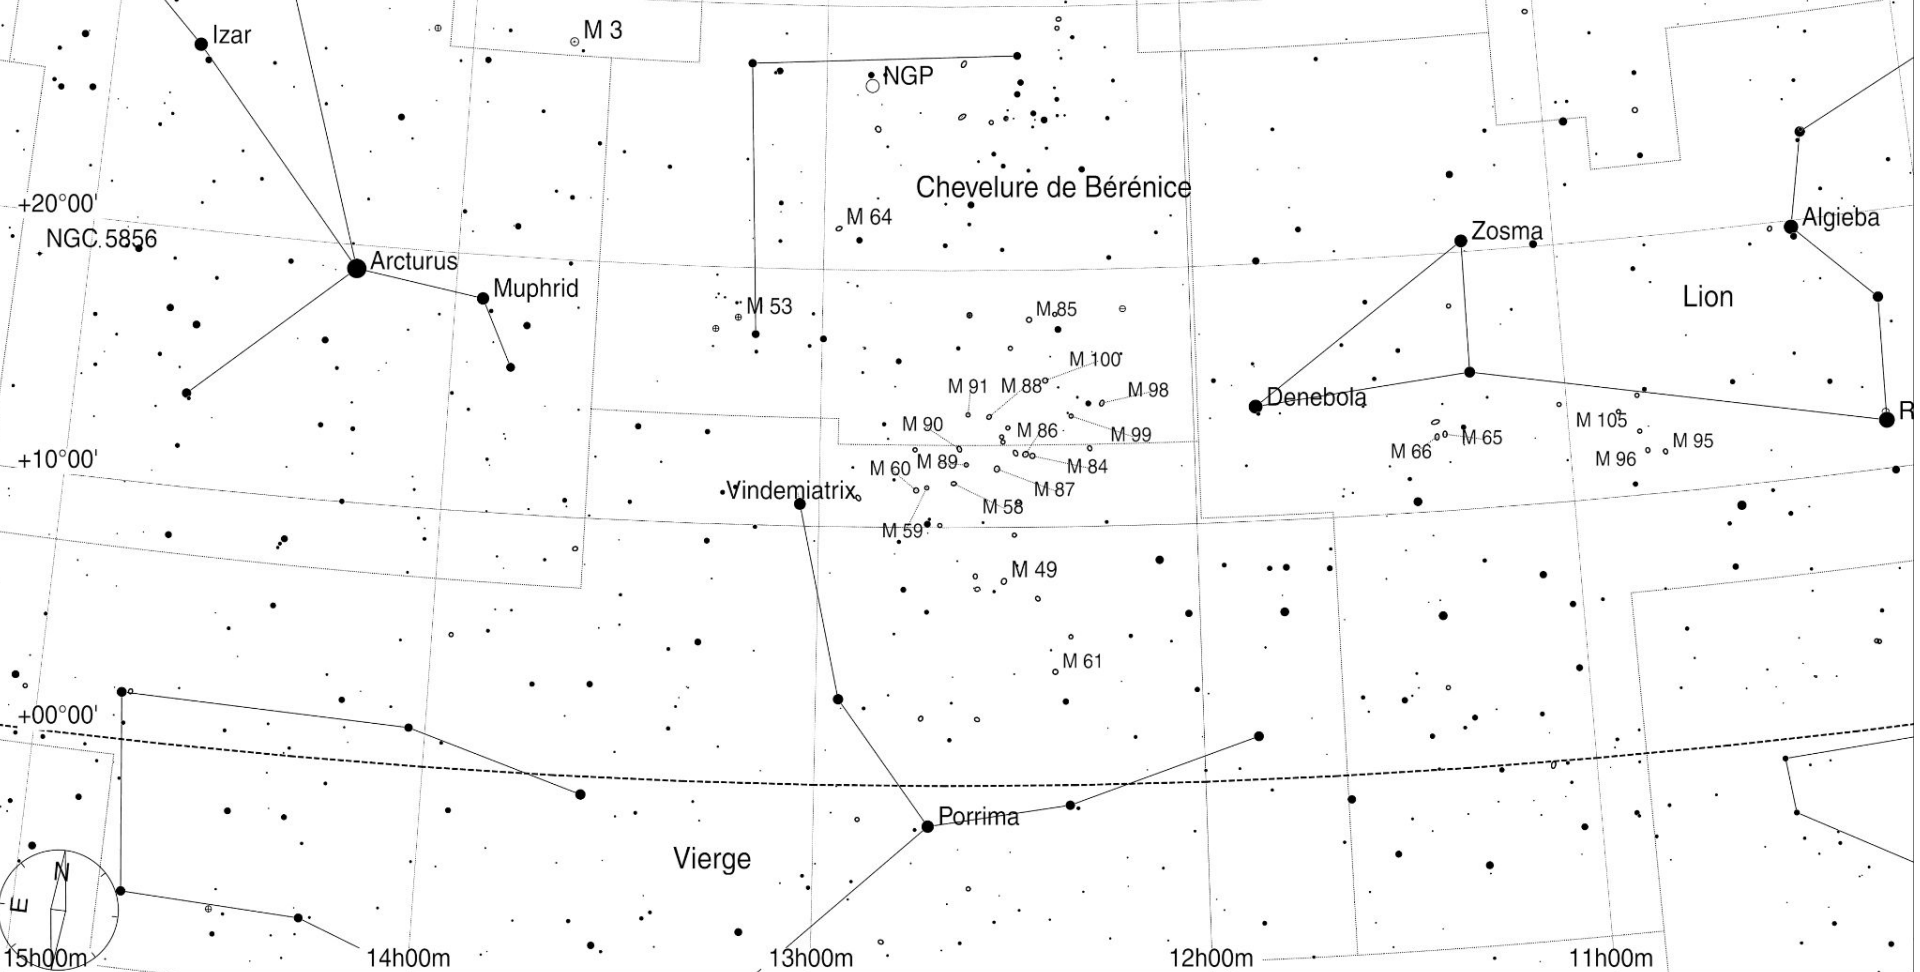 Izar
M 3
NGP
Chevelure de Bérénice
+20°00'
M 64
NGC 5856
Arcturus
Zosma
Algieba
Muphrid
M 53
M 85
Lion
M 100
M 91
M 88
M 98
Denebola
R
M 90
M 86
M 99
M 105
M 66
M 65
M 95
M 96
+10°00'
M 60
M 89
M 84
Vindemiatrix
M 87
M 58
M 59
M 49
M 61
+00°00'
Porrima
Vierge
N
E
15h00m
14h00m
13h00m
12h00m
11h00m